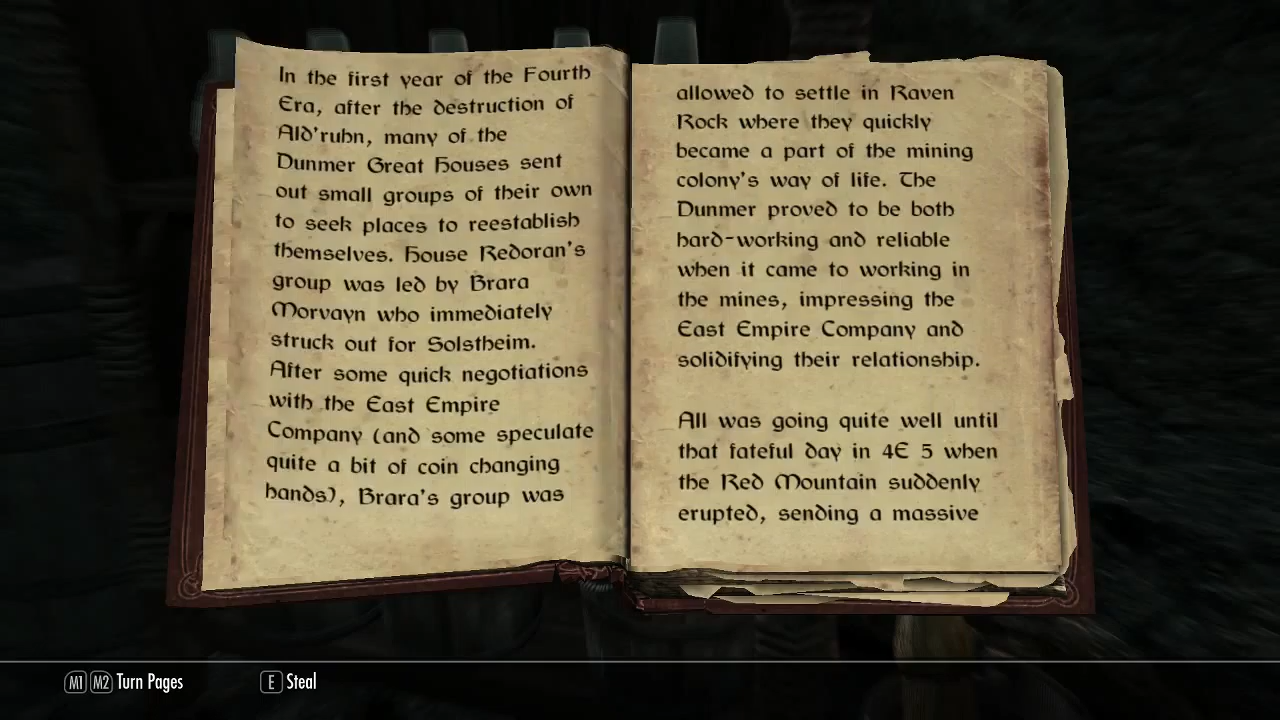 In the first year of the Fourth
Era, after the destruction of
Ald'ruhn, many of the
Dunmer Great Houses sent
out small groups of their own
to seek places to reestablish
themselves. House Redoran's
group was led by Brara
Morvayn who immediately
struck out for Solstheim.
After some quick negotiations
with the East Empire
Company (and some speculate
quite a bit of coin changing
hands), Brara's group was
allowed to settle in Raven
Rock where they quickly
became a part of the mining
colony's way of life. The
Dunmer proved to be both
hard-working and reliable
when it came to working in
the mines, impressing the
East Empire Company and
solidifying their relationship.
All was going quite well until
that fateful day in 4E 5 when
the Red Mountain suddenly
erupted, sending a massive
M1 M2 Turn Pages
E Steal